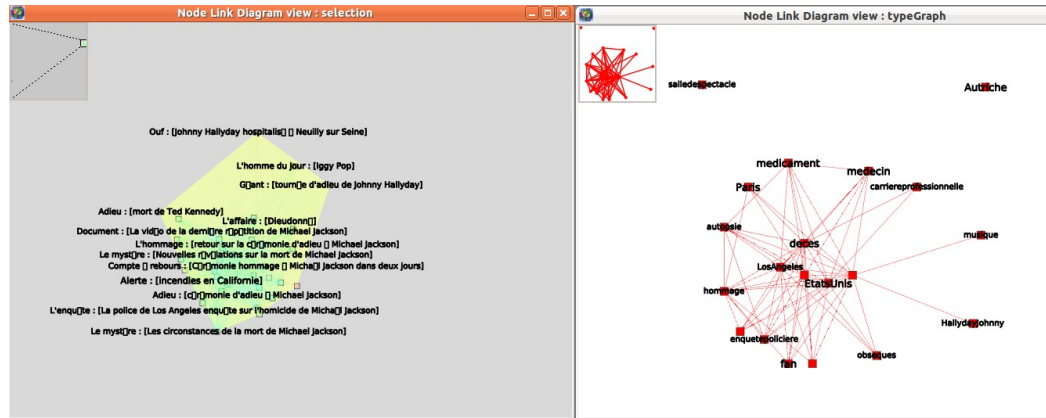 Node Link Diagram view : selection
Ouf : [Johnny Hallyday hospitalis▯ ▯ Neuilly sur Seine]
L'homme du jour : [Iggy Pop]
G▯ant : [tourn▯e d'adieu de Johnny Hallyday]
Adieu : [mort de Ted Kennedy]
L'affaire : [Dieudonn▯]
Document : [La vid▯o de la derni▯re r▯p▯tition de Michael Jackson]
L'hommage : [retour sur la c▯r▯monie d'adieu ▯ Michael Jackson]
Le myst▯re : [Nouvelles r▯v▯lations sur la mort de Michael Jackson]
Compte ▯ rebours : [C▯r▯monie hommage ▯ Micha▯l Jackson dans deux jours]
Alerte : [incendies en Californie]
Adieu : [c▯r▯monie d'adieu ▯ Michael Jackson]
L'enqu▯te : [La police de Los Angeles enqu▯te sur l'homicide de Micha▯l Jackson]
Le myst▯re : [Les circonstances de la mort de Michael Jackson]
Node Link Diagram view : typeGraph
salledespectacle
Autriche
medicament
medecin
Paris
carriereprofessionnelle
autopsie
deces
musique
LosAngeles
EtatsUnis
hommage
HallydayJohnny
enquetepoliciere
obseques
fan